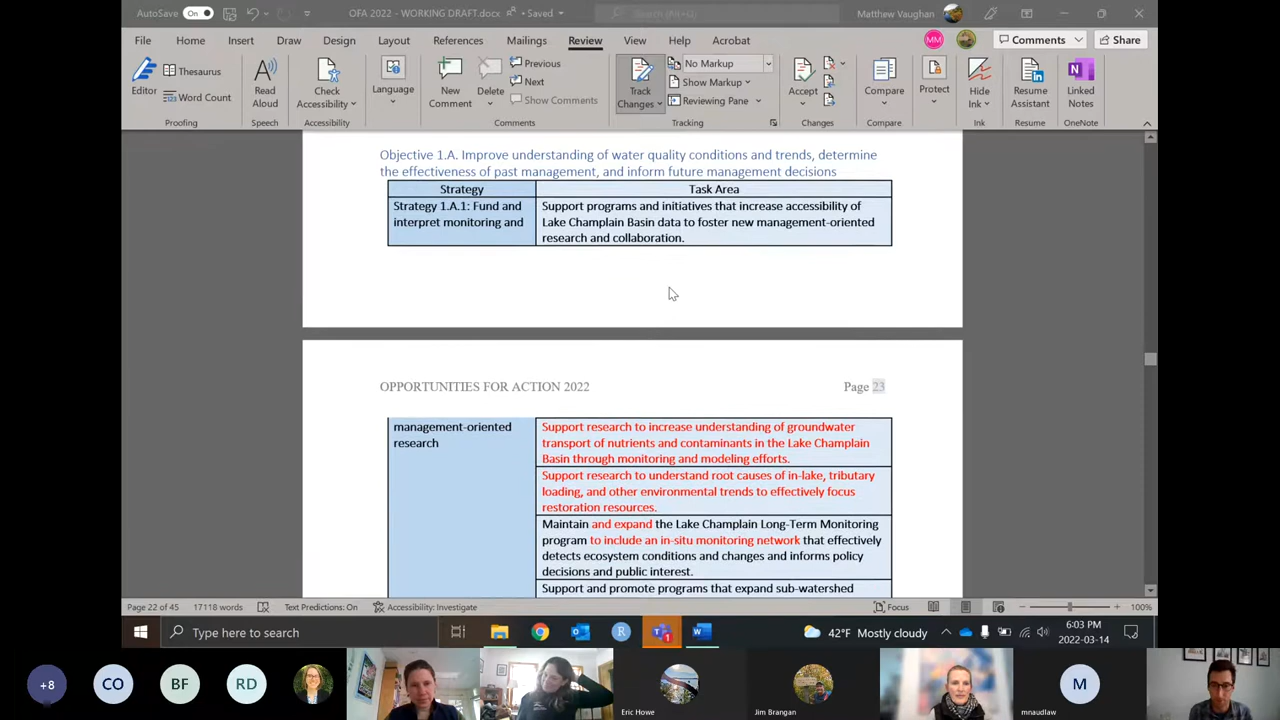 AutoSave On OFA 2022 - WORKING DRAFT.docx Saved Search (Alt+Q) Matthew Vaughan
File Home Insert Draw Design Layout References Mailings Review View Help Acrobat MM Comments Share
Editor Thesaurus Word Count Read Aloud Check Accessibility Language New Comment Delete Previous Next Show Comments Track Changes No Markup Show Markup Reviewing Pane Accept Compare Protect Hide Ink Resume Assistant Linked Notes
Proofing Speech Accessibility Comments Tracking Changes Compare Ink Resume OneNote
Objective 1.A. Improve understanding of water quality conditions and trends, determine
the effectiveness of past management, and inform future management decisions
Strategy Task Area
Strategy 1.A.1: Fund and
interpret monitoring and
Support programs and initiatives that increase accessibility of
Lake Champlain Basin data to foster new management-oriented
research and collaboration.
OPPORTUNITIES FOR ACTION 2022 Page 23
management-oriented
research
Support research to increase understanding of groundwater
transport of nutrients and contaminants in the Lake Champlain
Basin through monitoring and modeling efforts.
Support research to understand root causes of in-lake, tributary
loading, and other environmental trends to effectively focus
restoration resources.
Maintain and expand the Lake Champlain Long-Term Monitoring
program to include an in-situ monitoring network that effectively
detects ecosystem conditions and changes and informs policy
decisions and public interest.
Support and promote programs that expand sub-watershed
Page 22 of 45 17118 words Text Predictions: On Accessibility: Investigate Focus 100%
Type here to search 42°F Mostly cloudy 6:03 PM
2022-03-14
+8 CO BF RD M
Eric Howe Jim Brangan mnaudlaw